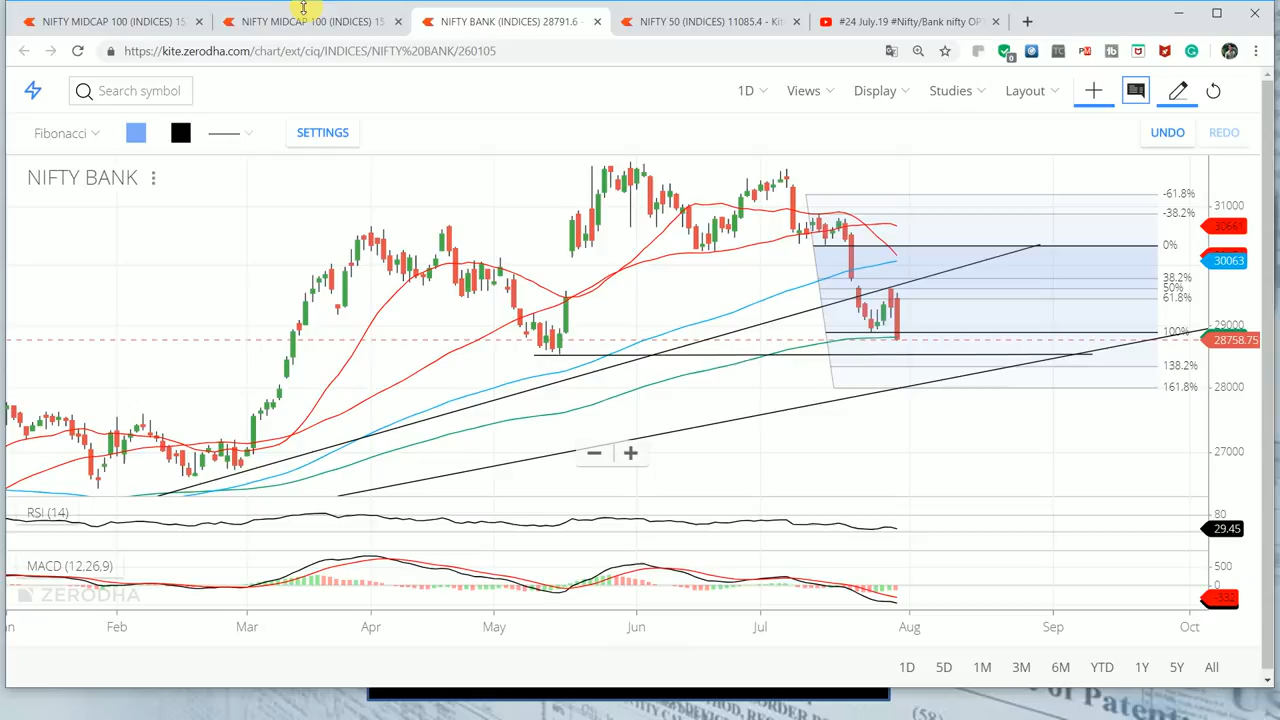 NIFTY MIDCAP 100 (INDICES) 15
NIFTY MIDCAP 100 (INDICES) 15
NIFTY BANK (INDICES) 28791.6 -
NIFTY 50 (INDICES) 11085.4 - Kit
#24 July.19 #Nifty/Bank nifty OP
https://kite.zerodha.com/chart/ext/ciq/INDICES/NIFTY%20BANK/260105
Search symbol
1D
Views
Display
Studies
Layout
Fibonacci
SETTINGS
UNDO
REDO
NIFTY BANK
-61.8%
-38.2%
0%
38.2%
50%
61.8%
100%
138.2%
161.8%
31000
30661
30063
29000
28758.75
28000
27000
RSI (14)
80
29.45
MACD (12,26,9)
500
0
-332
ZERODHA
Feb
Mar
Apr
May
Jun
Jul
Aug
Sep
Oct
1D
5D
1M
3M
6M
YTD
1Y
5Y
All
of Patent
(58)